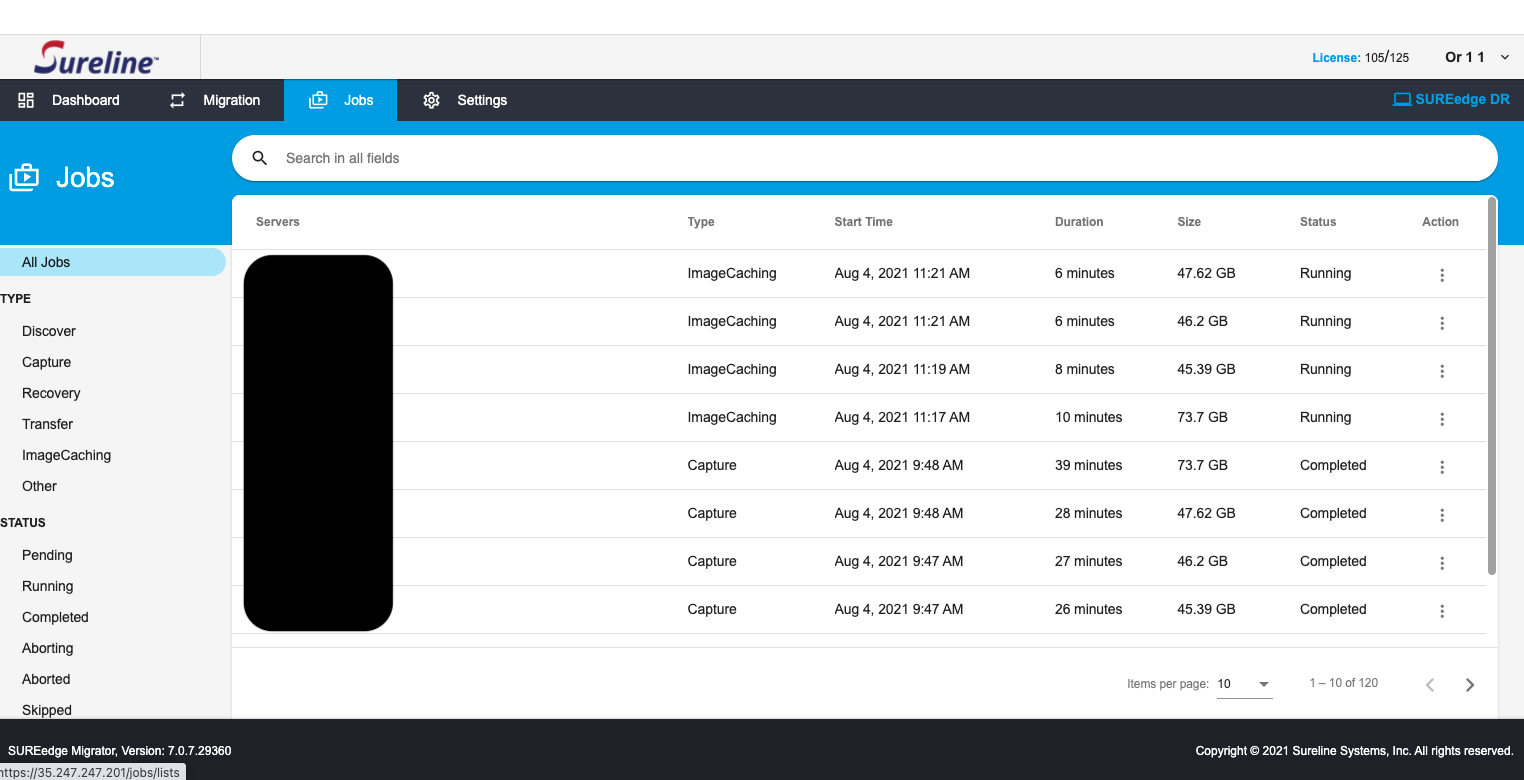 Sureline™
License: 105/125 Or 1 1
Dashboard Migration Jobs Settings SUREedge DR
Jobs
Search in all fields
Servers Type Start Time Duration Size Status Action
ImageCaching Aug 4, 2021 11:21 AM 6 minutes 47.62 GB Running
ImageCaching Aug 4, 2021 11:21 AM 6 minutes 46.2 GB Running
ImageCaching Aug 4, 2021 11:19 AM 8 minutes 45.39 GB Running
ImageCaching Aug 4, 2021 11:17 AM 10 minutes 73.7 GB Running
Capture Aug 4, 2021 9:48 AM 39 minutes 73.7 GB Completed
Capture Aug 4, 2021 9:48 AM 28 minutes 47.62 GB Completed
Capture Aug 4, 2021 9:47 AM 27 minutes 46.2 GB Completed
Capture Aug 4, 2021 9:47 AM 26 minutes 45.39 GB Completed
Items per page: 10 1 – 10 of 120
All Jobs
TYPE
Discover
Capture
Recovery
Transfer
ImageCaching
Other
STATUS
Pending
Running
Completed
Aborting
Aborted
Skipped
SUREedge Migrator, Version: 7.0.7.29360 Copyright © 2021 Sureline Systems, Inc. All rights reserved.
https://35.247.247.201/jobs/lists